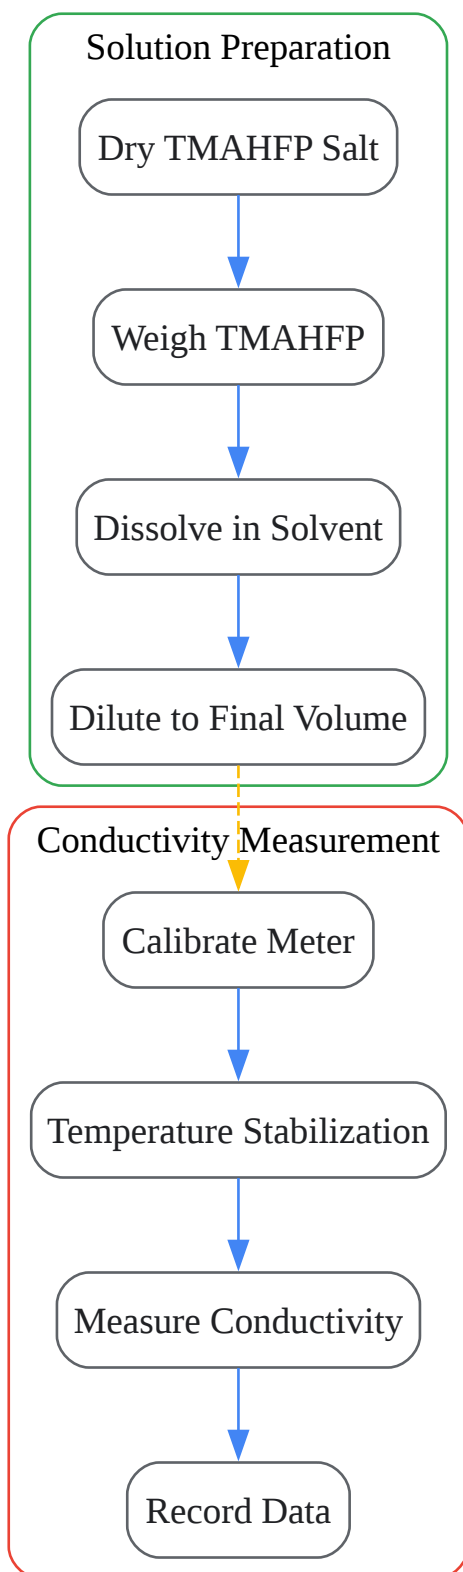 Solution Preparation
Dry TMAHFP Salt
Weigh TMAHFP
Dissolve in Solvent
Dilute to Final Volume
Conductivity Measurement
Calibrate Meter
Temperature Stabilization
Measure Conductivity
Record Data